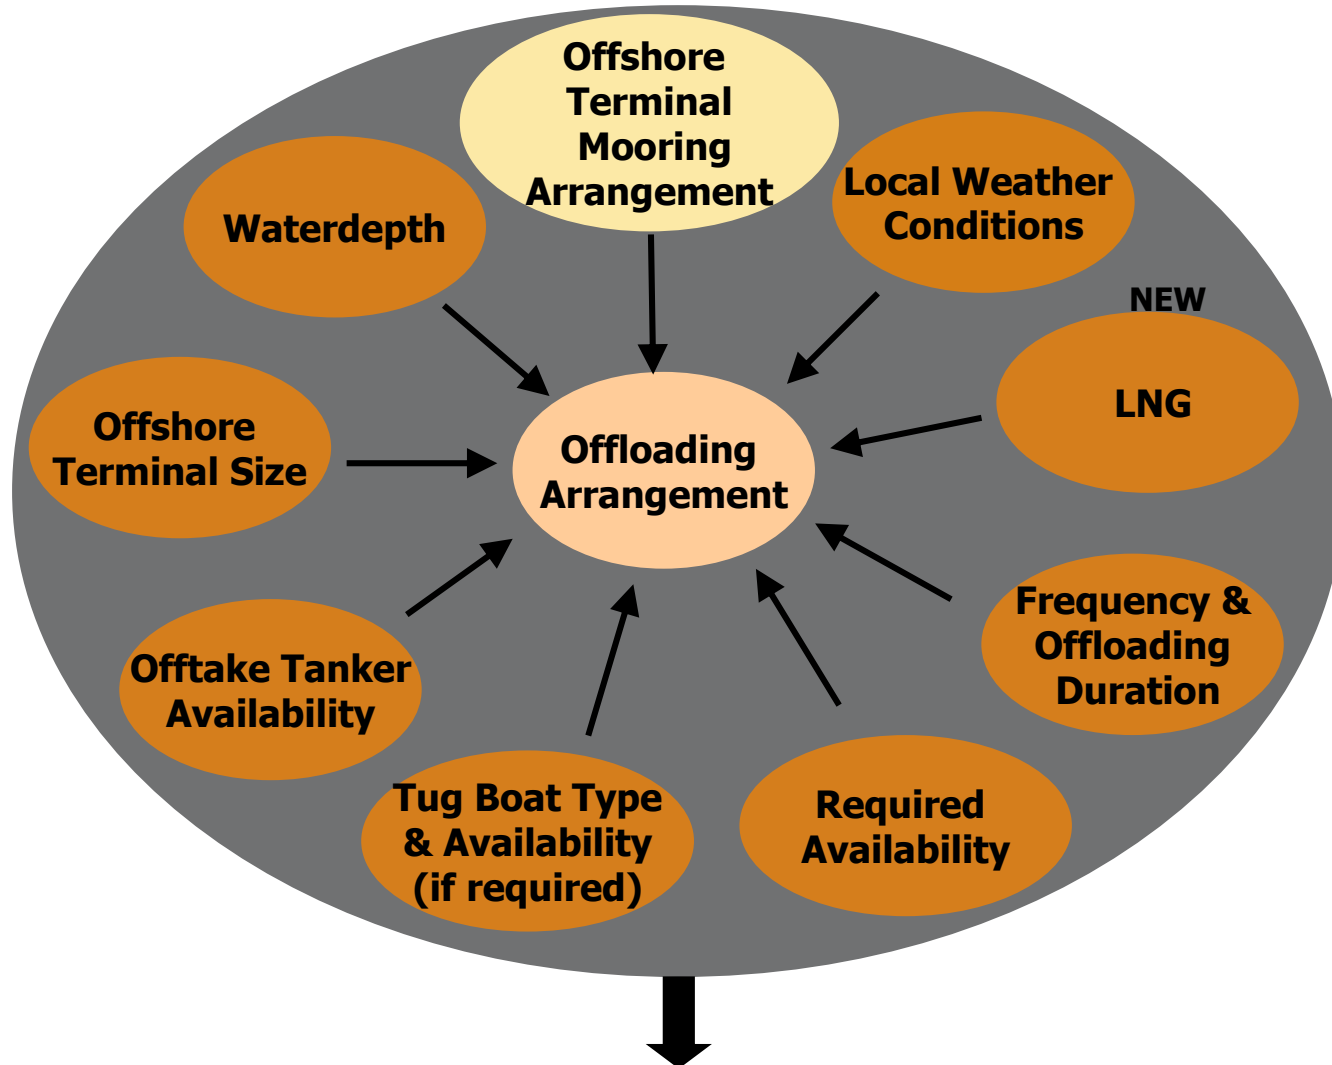 Offshore
Terminal
Mooring
Arrangement
Local Weather
Conditions
Waterdepth
NEW
LNG
Offshore
Terminal Size
Offloading
Arrangement
Frequency &
Offloading
Duration
Offtake Tanker
Availability
Tug Boat Type
& Availability
(if required)
Required
Availability